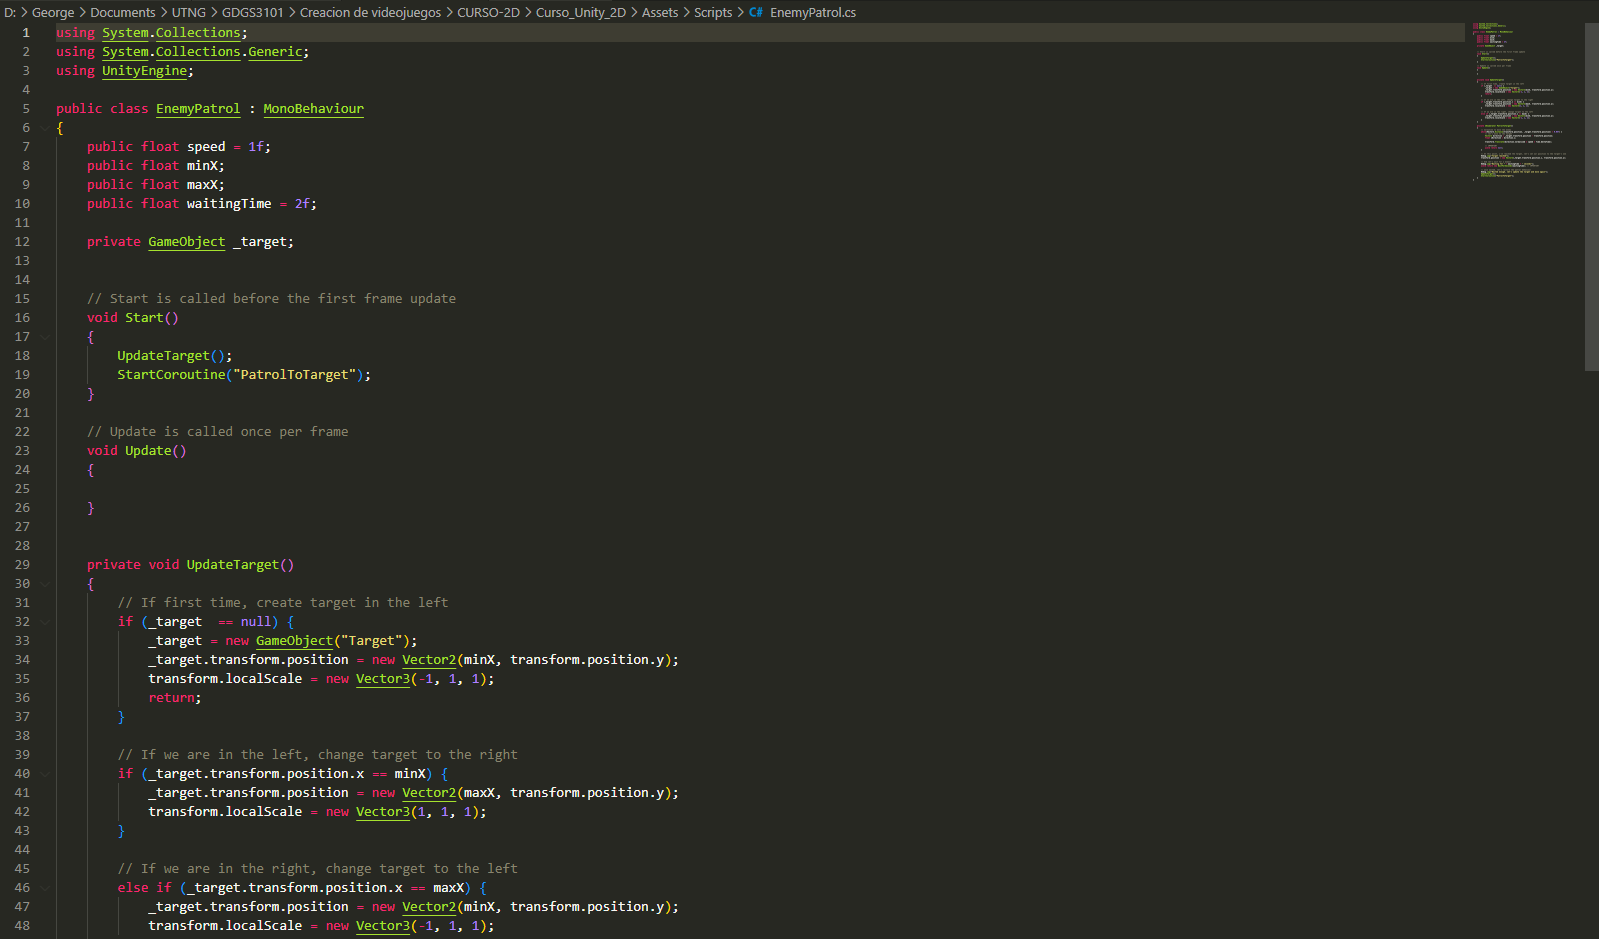 D: > George > Documents > UTNG > GDGS3101 > Creacion de videojuegos > CURSO-2D > Curso_Unity_2D > Assets > Scripts > C# EnemyPatrol.cs
1 using System.Collections;
2 using System.Collections.Generic;
3 using UnityEngine;
4
5 public class EnemyPatrol : MonoBehaviour
6 {
7 public float speed = 1f;
8 public float minX;
9 public float maxX;
10 public float waitingTime = 2f;
11
12 private GameObject _target;
13
14
15 // Start is called before the first frame update
16 void Start()
17 {
18 UpdateTarget();
19 StartCoroutine("PatrolToTarget");
20 }
21
22 // Update is called once per frame
23 void Update()
24 {
25
26 }
27
28
29 private void UpdateTarget()
30 {
31 // If first time, create target in the left
32 if (_target  == null) {
33 _target = new GameObject("Target");
34 _target.transform.position = new Vector2(minX, transform.position.y);
35 transform.localScale = new Vector3(-1, 1, 1);
36 return;
37 }
38
39 // If we are in the left, change target to the right
40 if (_target.transform.position.x == minX) {
41 _target.transform.position = new Vector2(maxX, transform.position.y);
42 transform.localScale = new Vector3(1, 1, 1);
43 }
44
45 // If we are in the right, change target to the left
46 else if (_target.transform.position.x == maxX) {
47 _target.transform.position = new Vector2(minX, transform.position.y);
48 transform.localScale = new Vector3(-1, 1, 1);